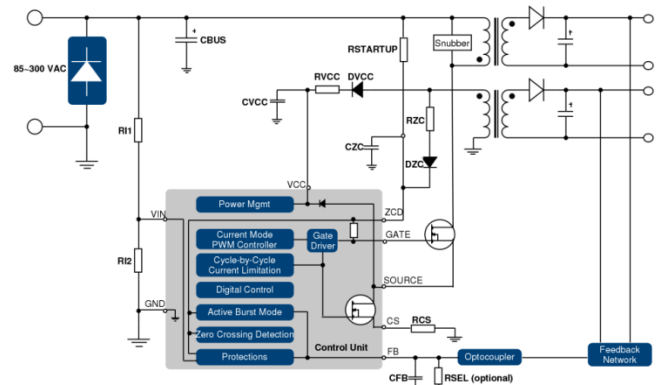 CBUS
85~300 VAC
RSTARTUP
Snubber
RVCC
DVCC
CVCC
RZC
RI1
CZC
DZC
VCC
Power Mgmt
VIN
ZCD
Current Mode
PWM Controller
Gate
Driver
GATE
Cycle-by-Cycle
Current Limitation
RI2
Digital Control
SOURCE
GND
Active Burst Mode
CS
RCS
Zero Crossing Detection
Control Unit
Protections
FB
Optocoupler
Feedback
Network
CFB
RSEL (optional)